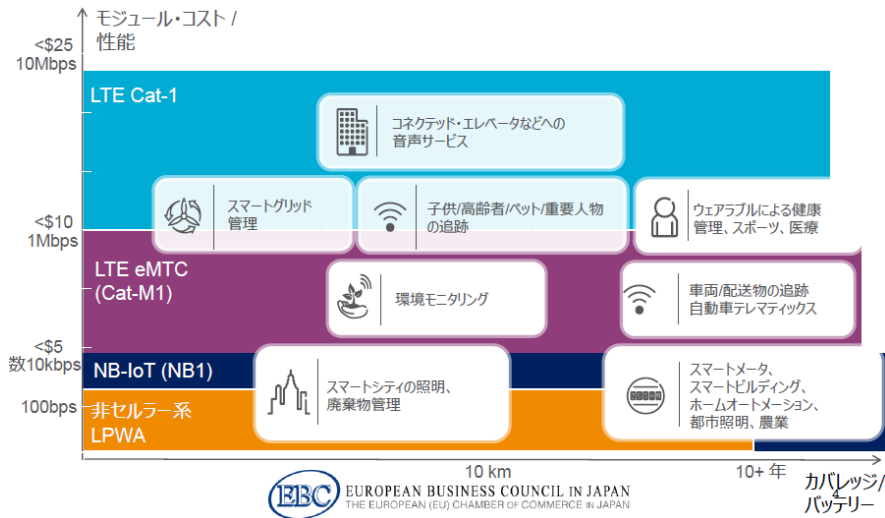 モジュール・コスト /
性能
<$25
10Mbps
LTE Cat-1
コネクテッド・エレベータなどへの
音声サービス
スマートグリッド
管理
子供/高齢者/ペット/重要人物
の追跡
ウェアラブルによる健康
管理、スポーツ、医療
<$10
1Mbps
LTE eMTC
(Cat-M1)
環境モニタリング
車両/配送物の追跡
自動車テレマティックス
<$5
数10kbps
NB-IoT (NB1)
スマートシティの照明、
廃棄物管理
スマートメータ、
スマートビルディング、
ホームオートメーション、
都市照明、農業
100bps
非セルラー系
LPWA
10 km
10+ 年
カバレッジ/
バッテリー
4
EBC
EUROPEAN BUSINESS COUNCIL IN JAPAN
THE EUROPEAN (EU) CHAMBER OF COMMERCE IN JAPAN